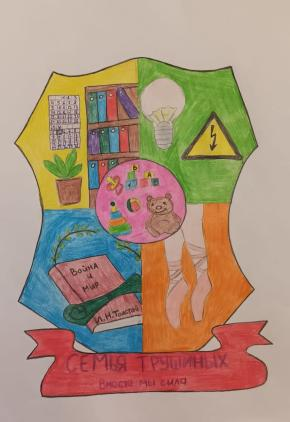 ВОЙНА
И
МИР
Л.Н.Толстой
СЕМЬЯ ТРУШИНЫХ
Вместе мы сила